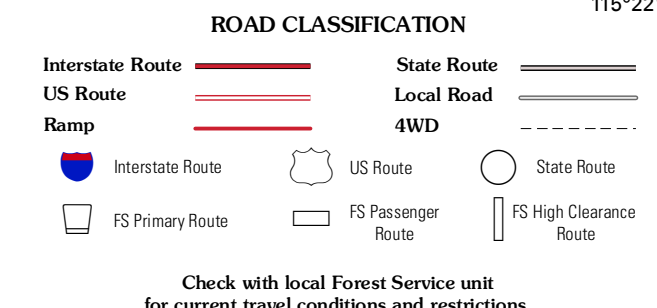 115°22
ROAD CLASSIFICATION
Interstate Route
State Route
US Route
Local Road
Ramp
4WD
Interstate Route
US Route
State Route
FS Primary Route
FS Passenger
Route
FS High Clearance
Route
Check with local Forest Service unit
for current travel conditions and restrictions